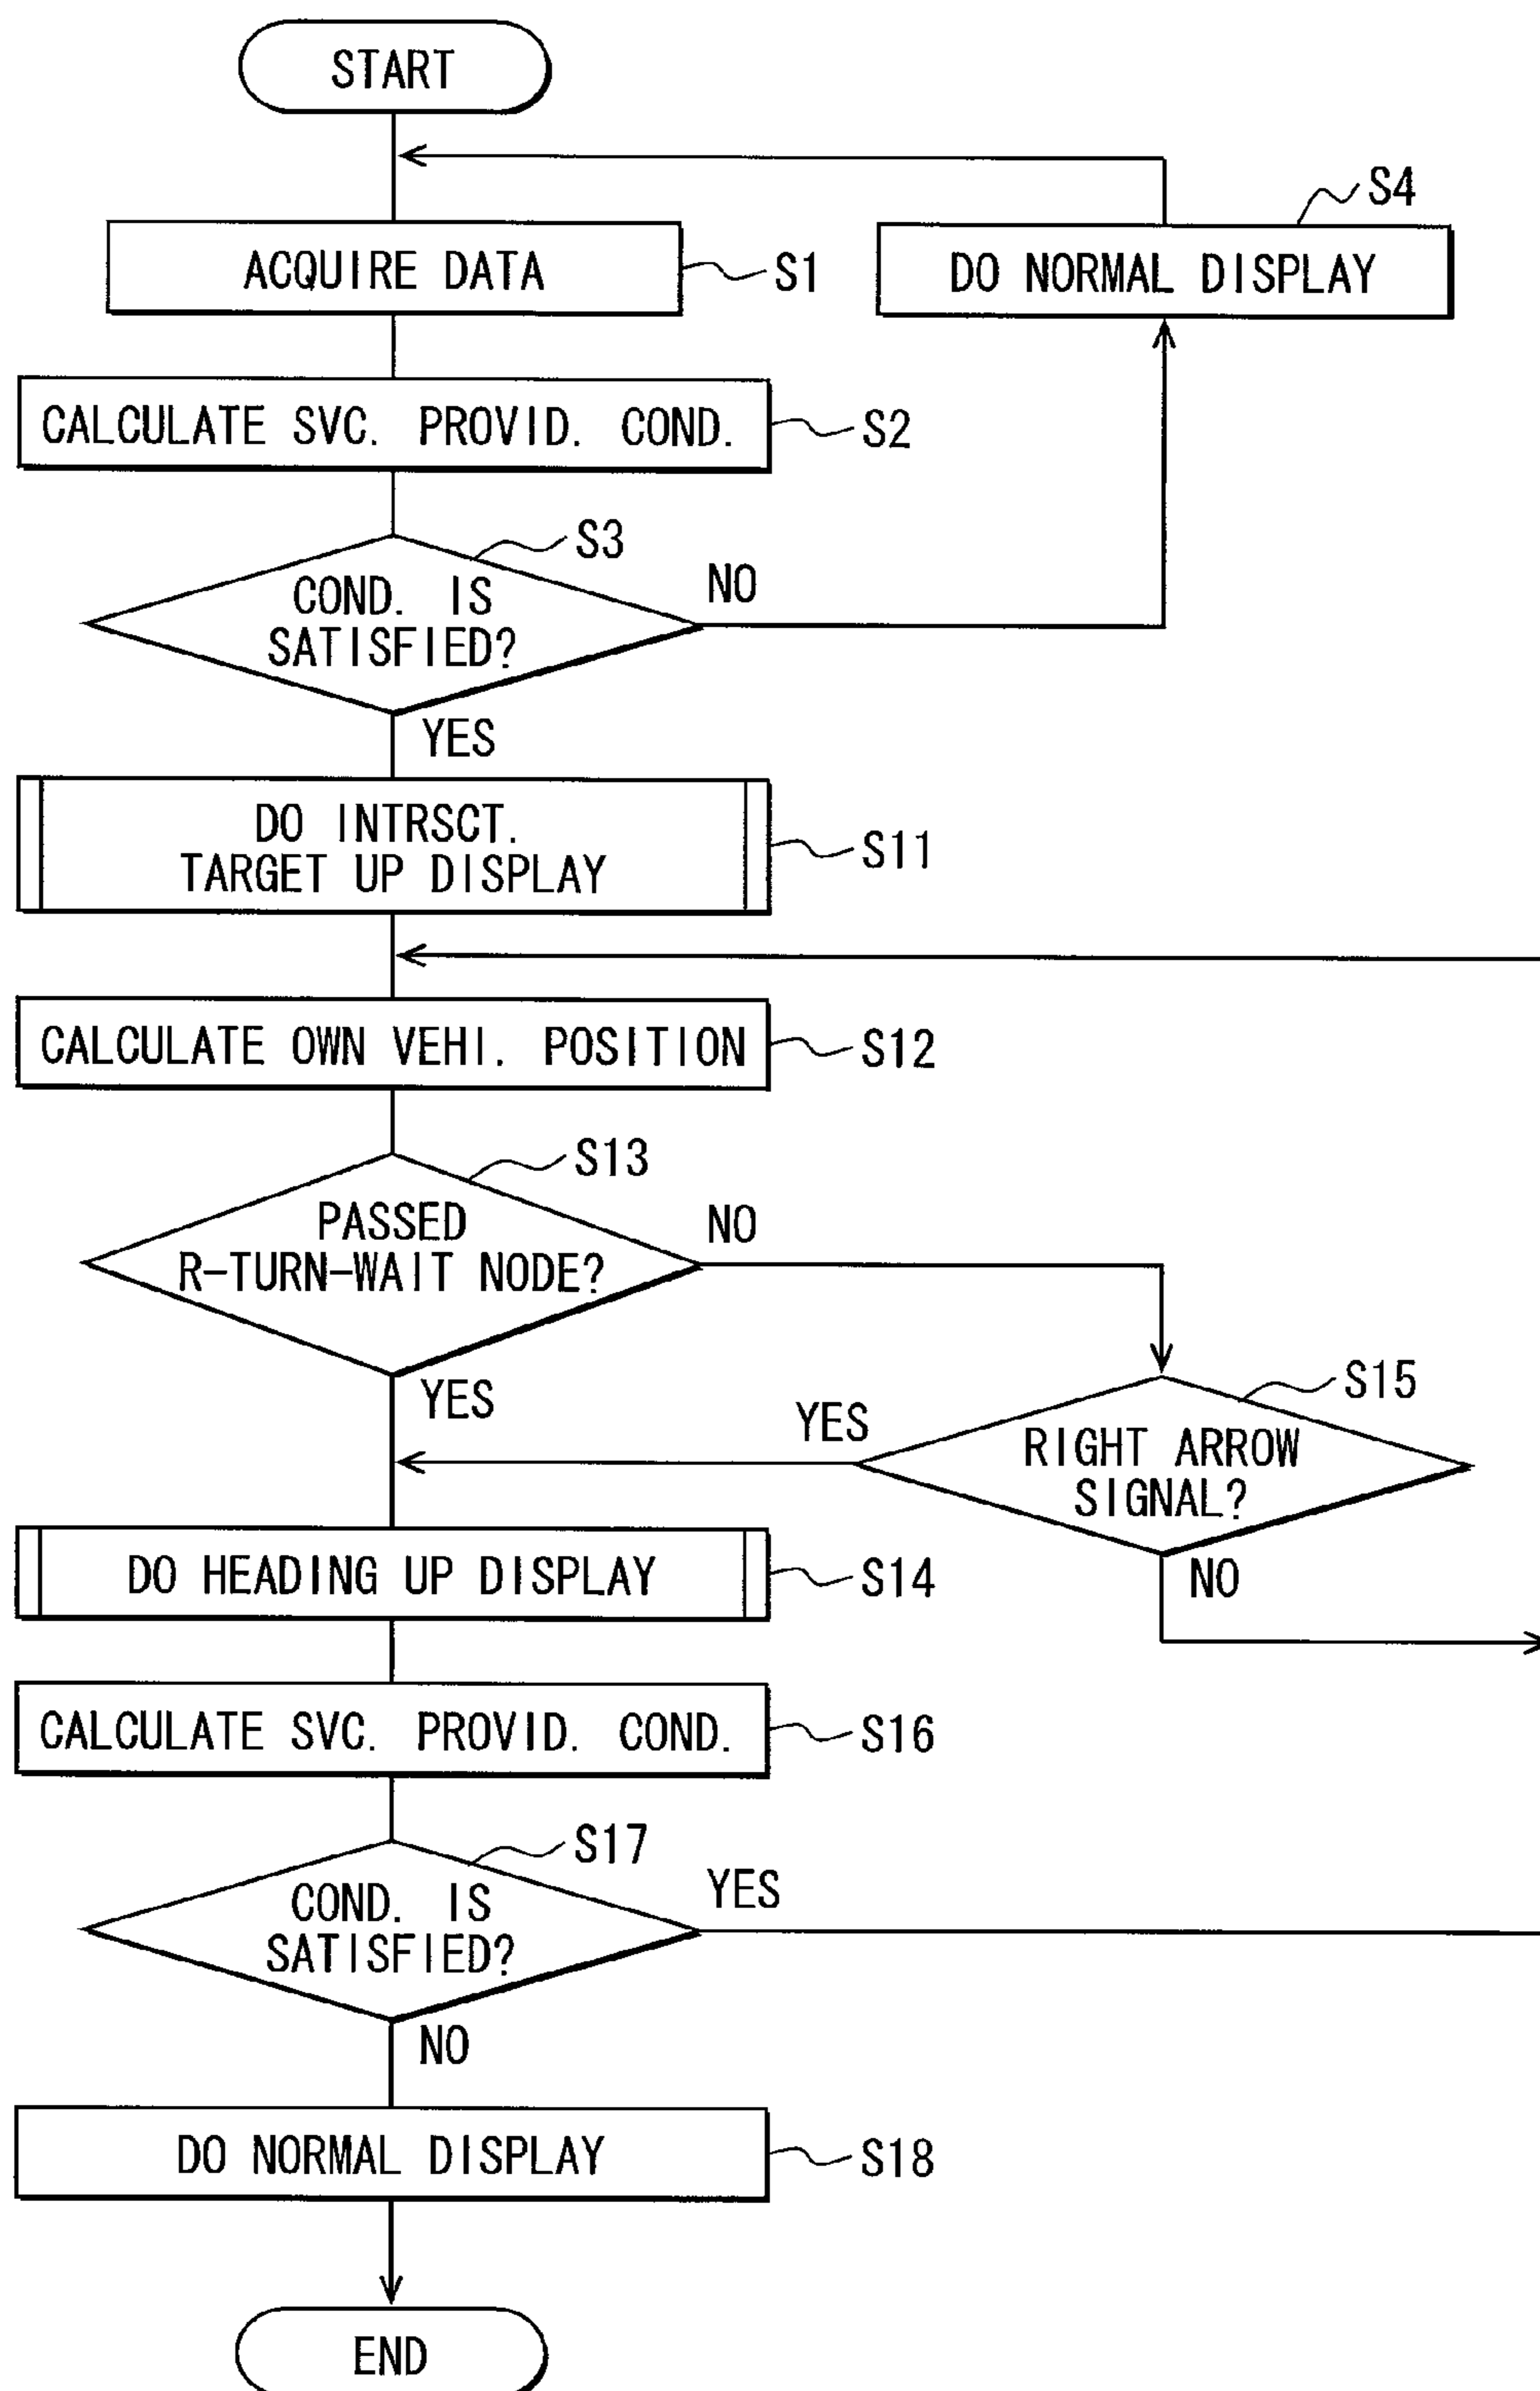 START
S4
ACQUIRE DATA
S1
DO NORMAL DISPLAY
CALCULATE SVC. PROVID. COND.
S2
S3
COND. IS
SATISFIED?
NO
YES
DO INTRSCT.
TARGET UP DISPLAY
S11
CALCULATE OWN VEHI. POSITION
S12
S13
PASSED
R-TURN-WAIT NODE?
NO
YES
S15
YES
RIGHT ARROW
SIGNAL?
NO
DO HEADING UP DISPLAY
S14
CALCULATE SVC. PROVID. COND.
S16
S17
COND. IS
SATISFIED?
YES
NO
DO NORMAL DISPLAY
S18
END